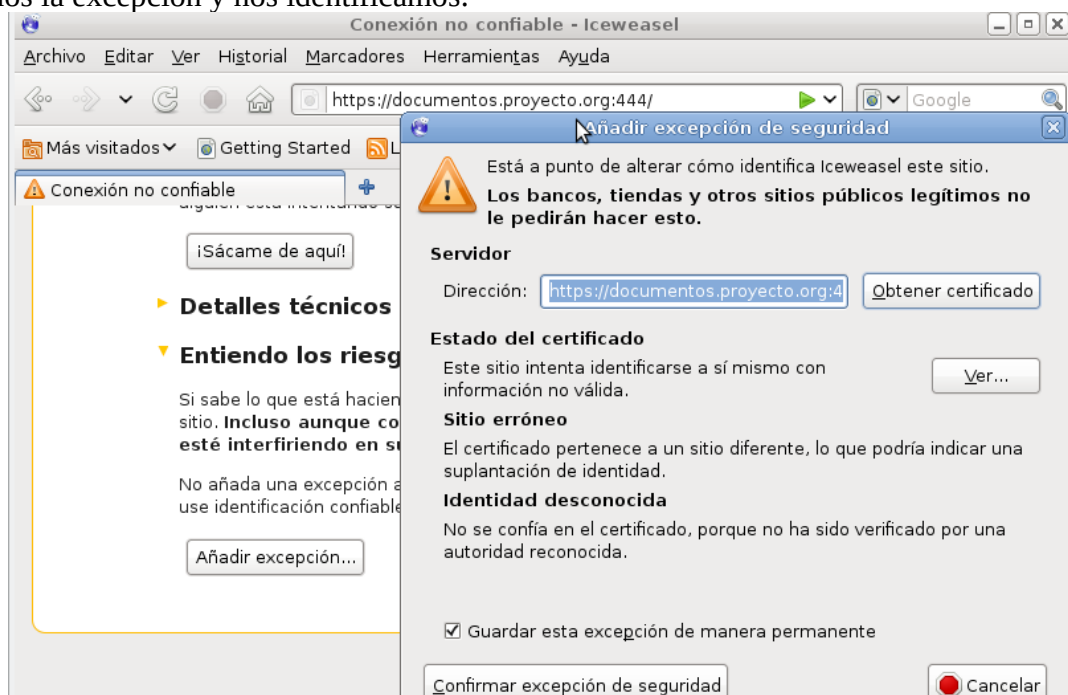 os la excepción y nos identificamos.
Conexión no confiable - Iceweasel
Archivo Editar Ver Historial Marcadores Herramientas Ayuda
https://documentos.proyecto.org:444/
Google
Más visitados
Getting Started
L
Conexión no confiable
¡Sácame de aquí!
Detalles técnicos
Entiendo los riesg
Si sabe lo que está hacien
sitio. Incluso aunque co
esté interfiriendo en su
No añada una excepción a
use identificación confiable
Añadir excepción...
Añadir excepción de seguridad
Está a punto de alterar cómo identifica Iceweasel este sitio.
Los bancos, tiendas y otros sitios públicos legítimos no
le pedirán hacer esto.
Servidor
Dirección: https://documentos.proyecto.org:4 Obtener certificado
Estado del certificado
Este sitio intenta identificarse a sí mismo con
información no válida.
Ver...
Sitio erróneo
El certificado pertenece a un sitio diferente, lo que podría indicar una
suplantación de identidad.
Identidad desconocida
No se confía en el certificado, porque no ha sido verificado por una
autoridad reconocida.
Guardar esta excepción de manera permanente
Confirmar excepción de seguridad
Cancelar